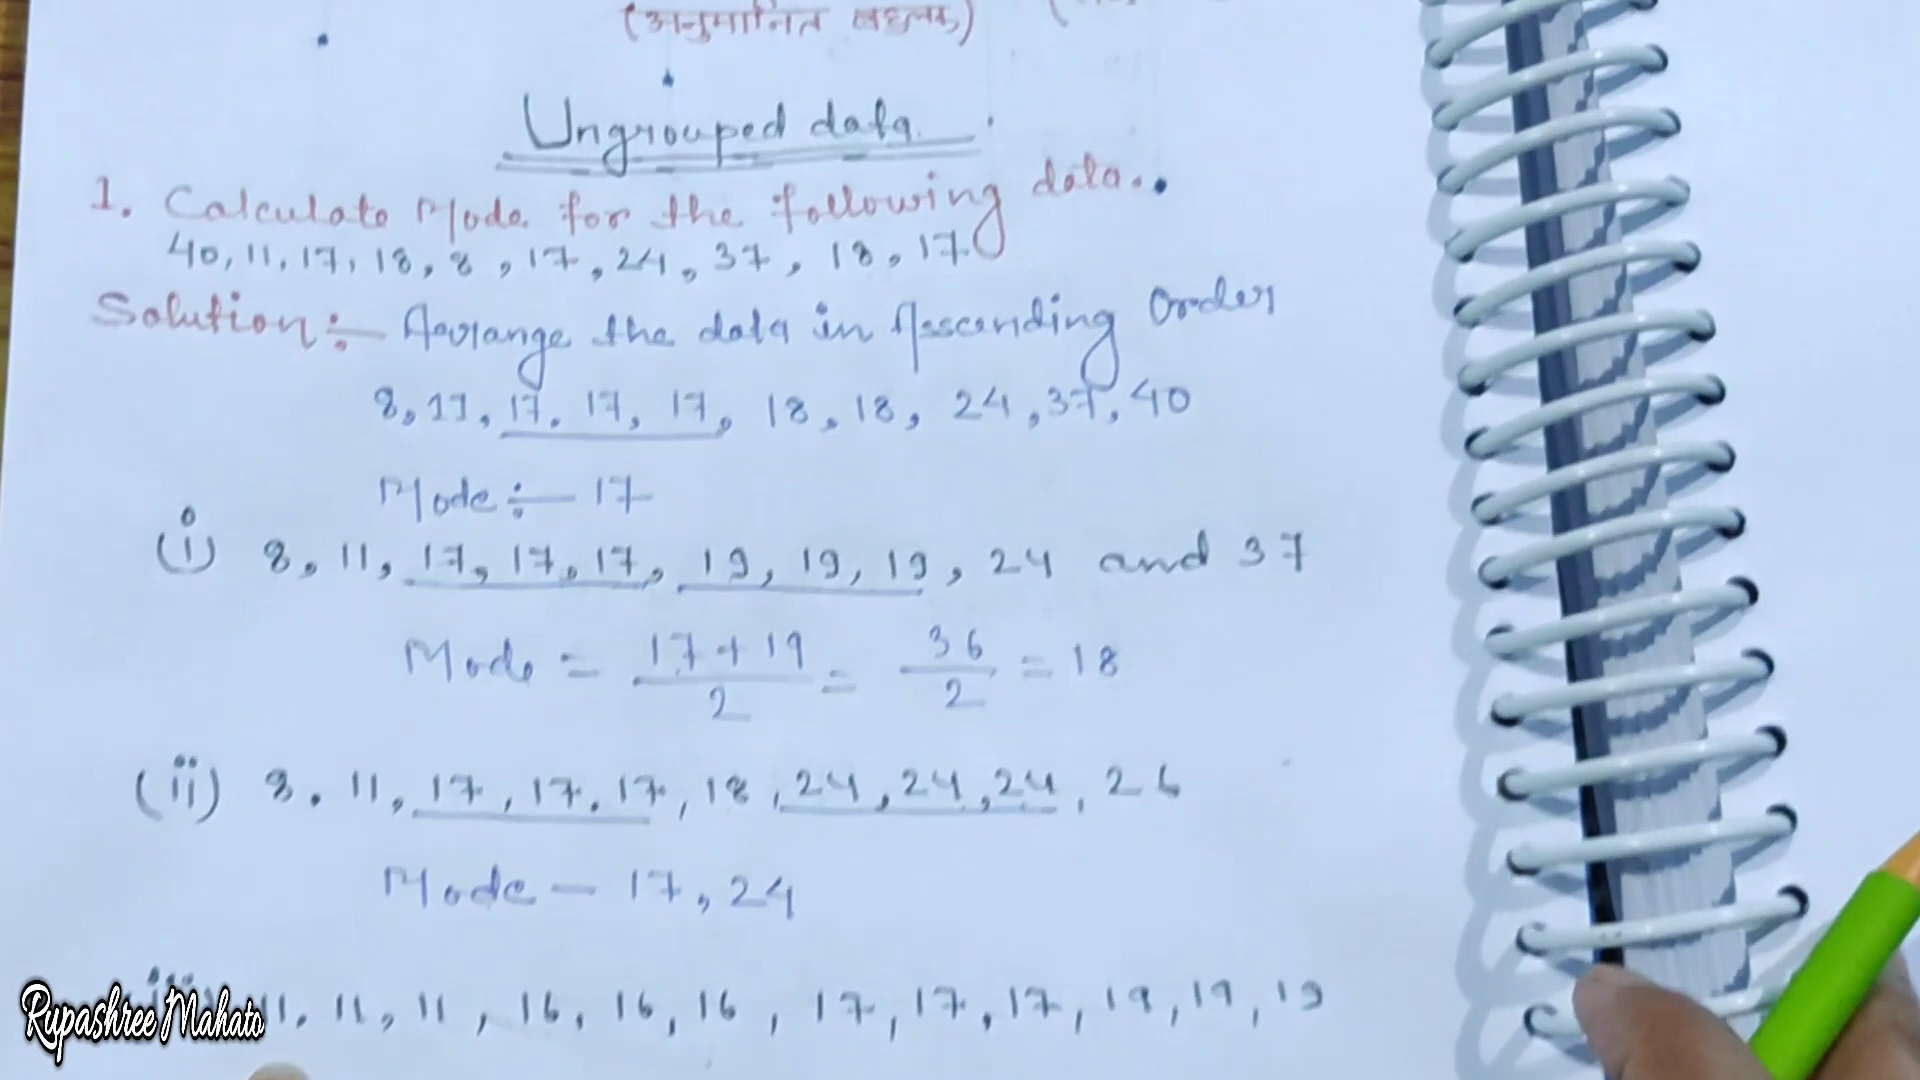 (अनुमानित बहुलक)
Ungrouped data.
1. Calculate Mode for the following data..
40, 11, 17, 18, 8, 17, 24, 37, 18, 17.
Solution:- Arrange the data in Asscending Order
8, 11, 17, 17, 17, 18, 18, 24, 37, 40
Mode:- 17
(i) 8, 11, 17, 17, 17, 19, 19, 19, 24 and 37
Mode = 17+19/2 = 36/2 = 18
(ii) 8, 11, 17, 17, 17, 18, 24, 24, 24, 26
Mode - 17, 24
11, 11, 11, 16, 16, 16, 17, 17, 17, 19, 19, 19
Rupashree Mahato